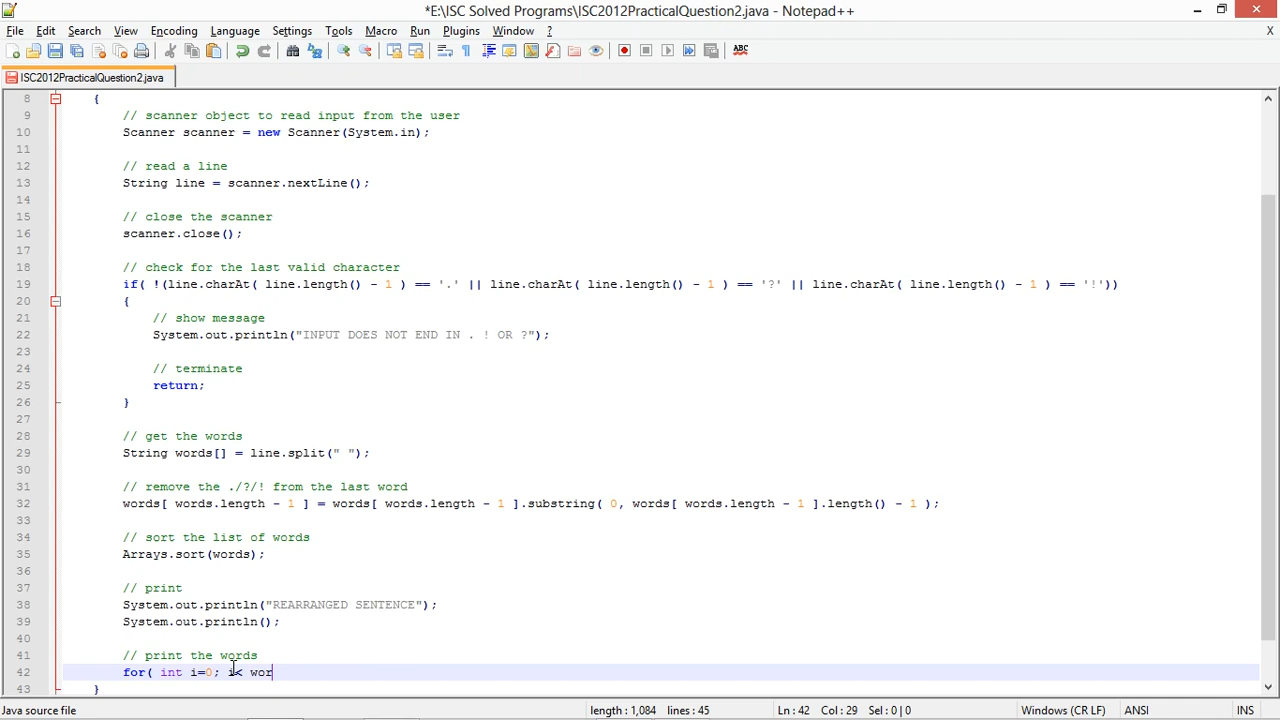 *E:\ISC Solved Programs\ISC2012PracticalQuestion2.java - Notepad++
File Edit Search View Encoding Language Settings Tools Macro Run Plugins Window ? X
ABC
ISC2012PracticalQuestion2.java
8 {
9 // scanner object to read input from the user
10 Scanner scanner = new Scanner(System.in);
11
12 // read a line
13 String line = scanner.nextLine();
14
15 // close the scanner
16 scanner.close();
17
18 // check for the last valid character
19 if( !(line.charAt( line.length() - 1 ) == '.' || line.charAt( line.length() - 1 ) == '?' || line.charAt( line.length() - 1 ) == '!'))
20 {
21 // show message
22 System.out.println("INPUT DOES NOT END IN . ! OR ?");
23
24 // terminate
25 return;
26 }
27
28 // get the words
29 String words[] = line.split(" ");
30
31 // remove the ./?/! from the last word
32 words[ words.length - 1 ] = words[ words.length - 1 ].substring( 0, words[ words.length - 1 ].length() - 1 );
33
34 // sort the list of words
35 Arrays.sort(words);
36
37 // print
38 System.out.println("REARRANGED SENTENCE");
39 System.out.println();
40
41 // print the words
42 for( int i=0; i< wor
43 }
Java source file length : 1,084 lines : 45 Ln : 42 Col : 29 Sel : 0 | 0 Windows (CR LF) ANSI INS